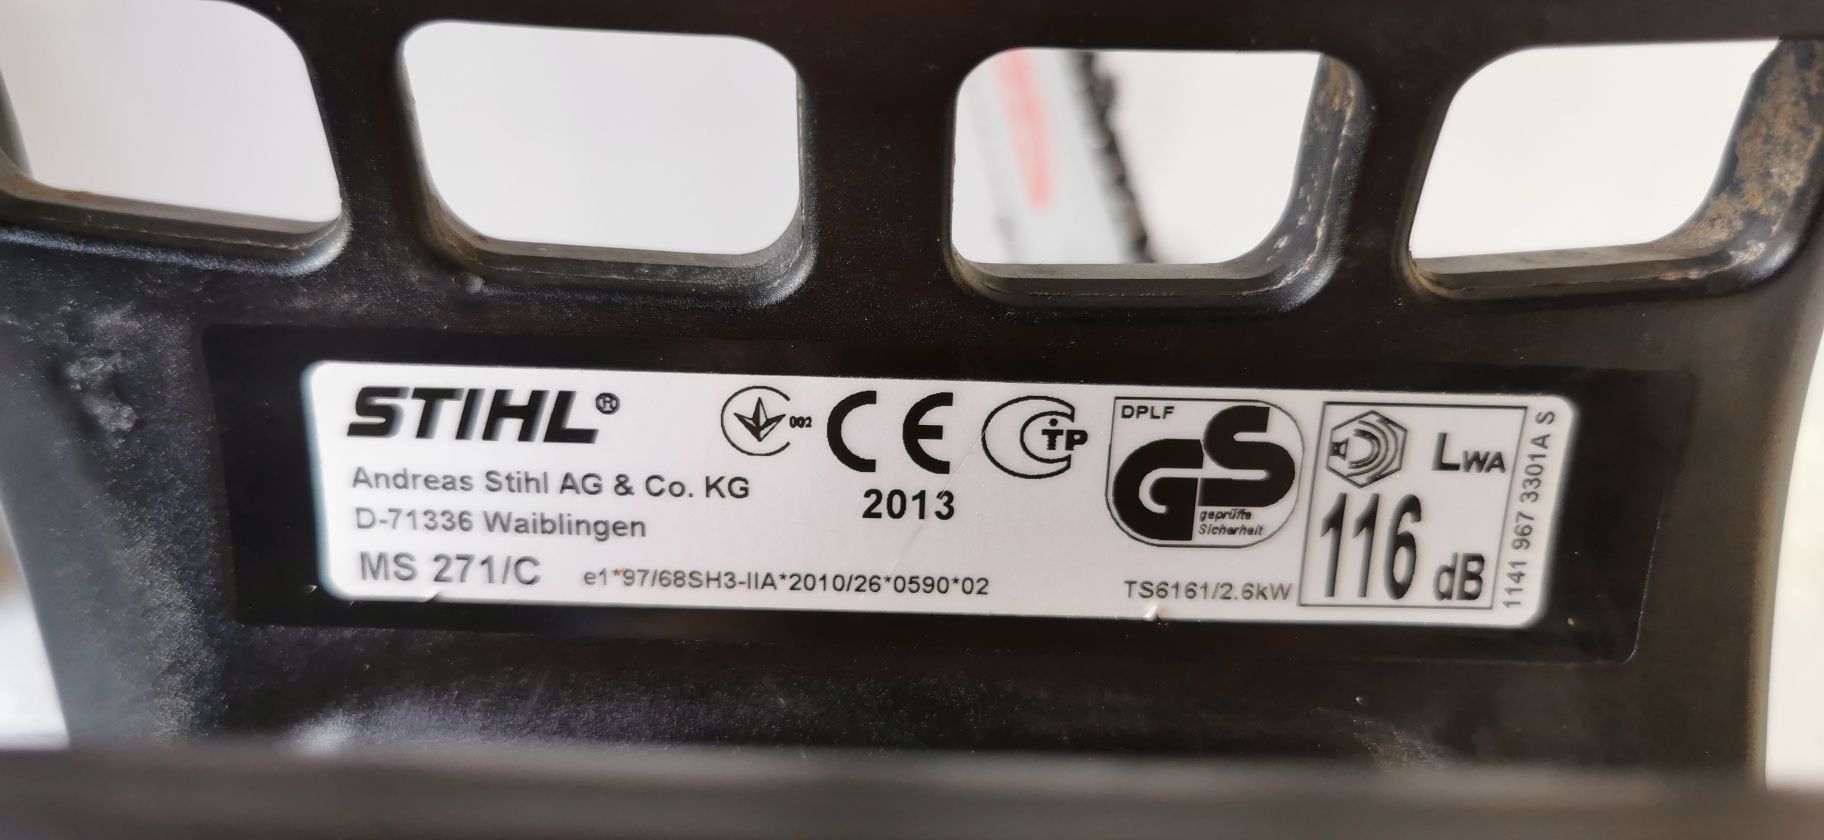 STIHL®
Andreas Stihl AG & Co. KG
D-71336 Waiblingen
MS 271/C
e1*97/68SH3-IIA*2010/26*0590*02
002
CE
2013
TP
DPLF
GS
geprüfte
Sicherheit
TS6161/2.6kW
LWA
116 dB
1141 967 3301A S